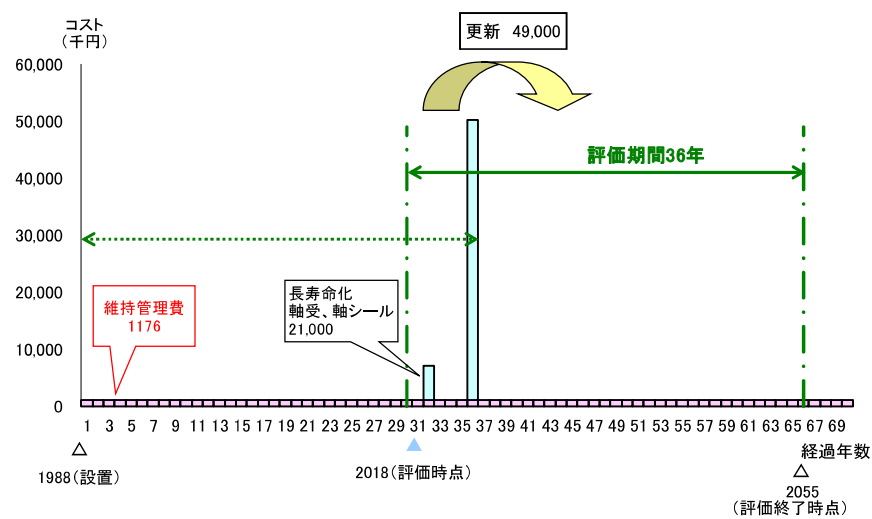 コスト
（千円）
更新　49,000
60,000
50,000
40,000
30,000
20,000
10,000
0
評価期間36年
維持管理費
1176
長寿命化
軸受、軸シール
21,000
1 3 5 7 9 11 13 15 17 19 21 23 25 27 29 31 33 35 37 39 41 43 45 47 49 51 53 55 57 59 61 63 65 67 69
経過年数
1988（設置）
2018（評価時点）
2055
（評価終了時点）